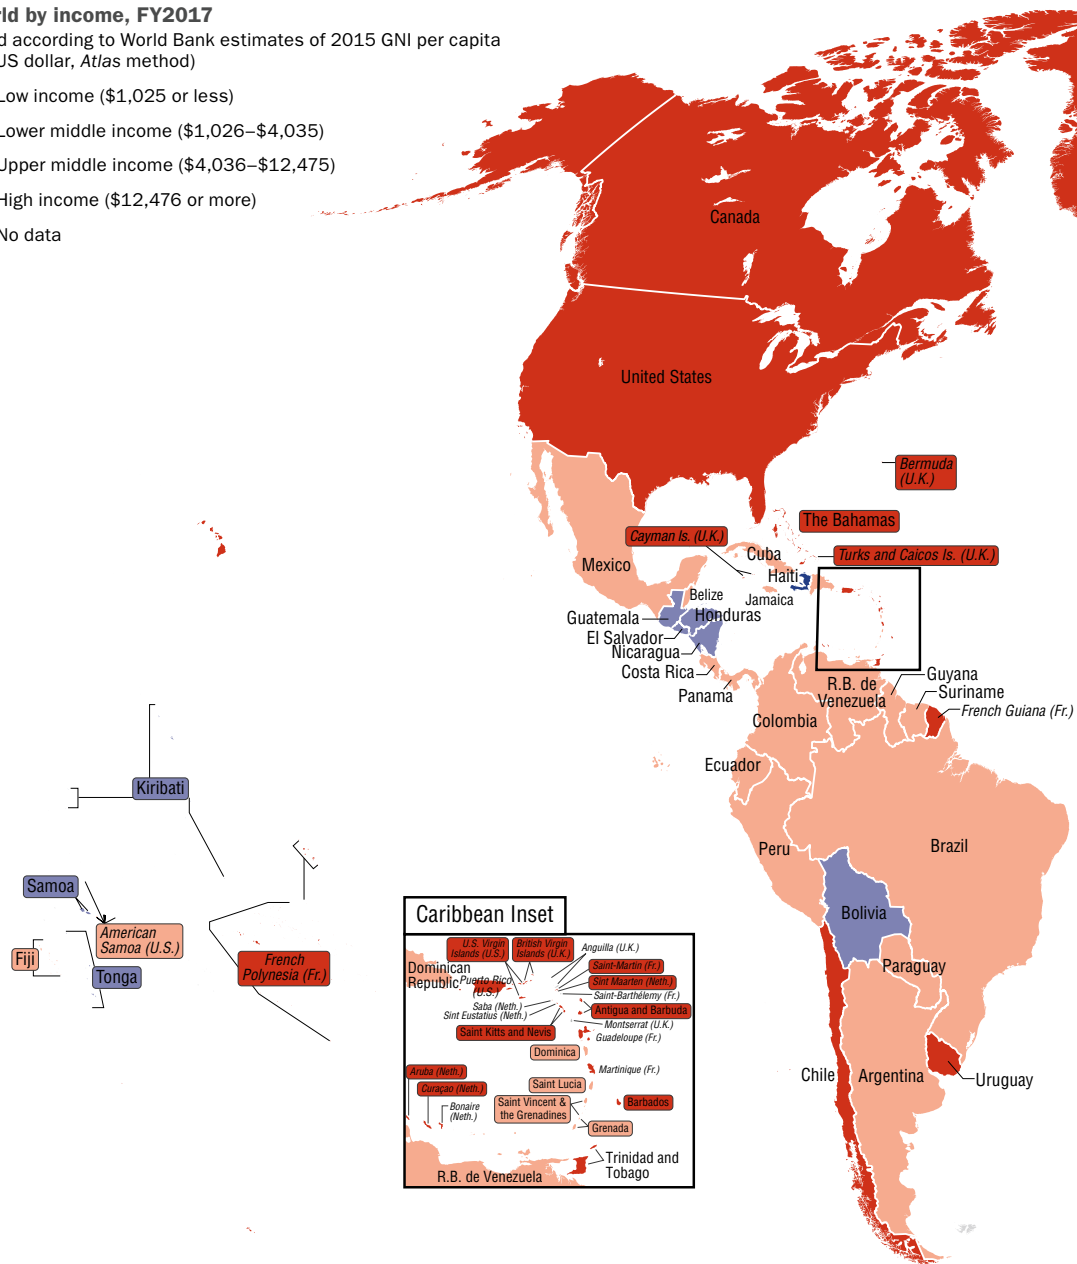 rld by income, FY2017
d according to World Bank estimates of 2015 GNI per capita
US dollar, Atlas method)
Low income ($1,025 or less)
Lower middle income ($1,026–$4,035)
Upper middle income ($4,036–$12,475)
High income ($12,476 or more)
No data
Canada
United States
Bermuda
(U.K.)
The Bahamas
Cayman Is. (U.K.)
Cuba
Turks and Caicos Is. (U.K.)
Mexico
Haiti
Belize
Jamaica
Guatemala
Honduras
El Salvador
Nicaragua
Costa Rica
Panama
R.B. de
Venezuela
Guyana
Suriname
French Guiana (Fr.)
Colombia
Ecuador
Kiribati
Peru
Brazil
Samoa
American
Samoa (U.S.)
Fiji
Tonga
French
Polynesia (Fr.)
Bolivia
Paraguay
Chile
Argentina
Uruguay
Caribbean Inset
U.S. Virgin
Islands (U.S.)
British Virgin
Islands (U.K.)
Anguilla (U.K.)
Dominican
Republic
Puerto Rico
(U.S.)
Saint-Martin (Fr.)
Sint Maarten (Neth.)
Saint-Barthélemy (Fr.)
Saba (Neth.)
Sint Eustatius (Neth.)
Antigua and Barbuda
Montserrat (U.K.)
Saint Kitts and Nevis
Guadeloupe (Fr.)
Dominica
Aruba (Neth.)
Martinique (Fr.)
Curaçao (Neth.)
Saint Lucia
Bonaire
(Neth.)
Saint Vincent &
the Grenadines
Barbados
Grenada
Trinidad and
Tobago
R.B. de Venezuela